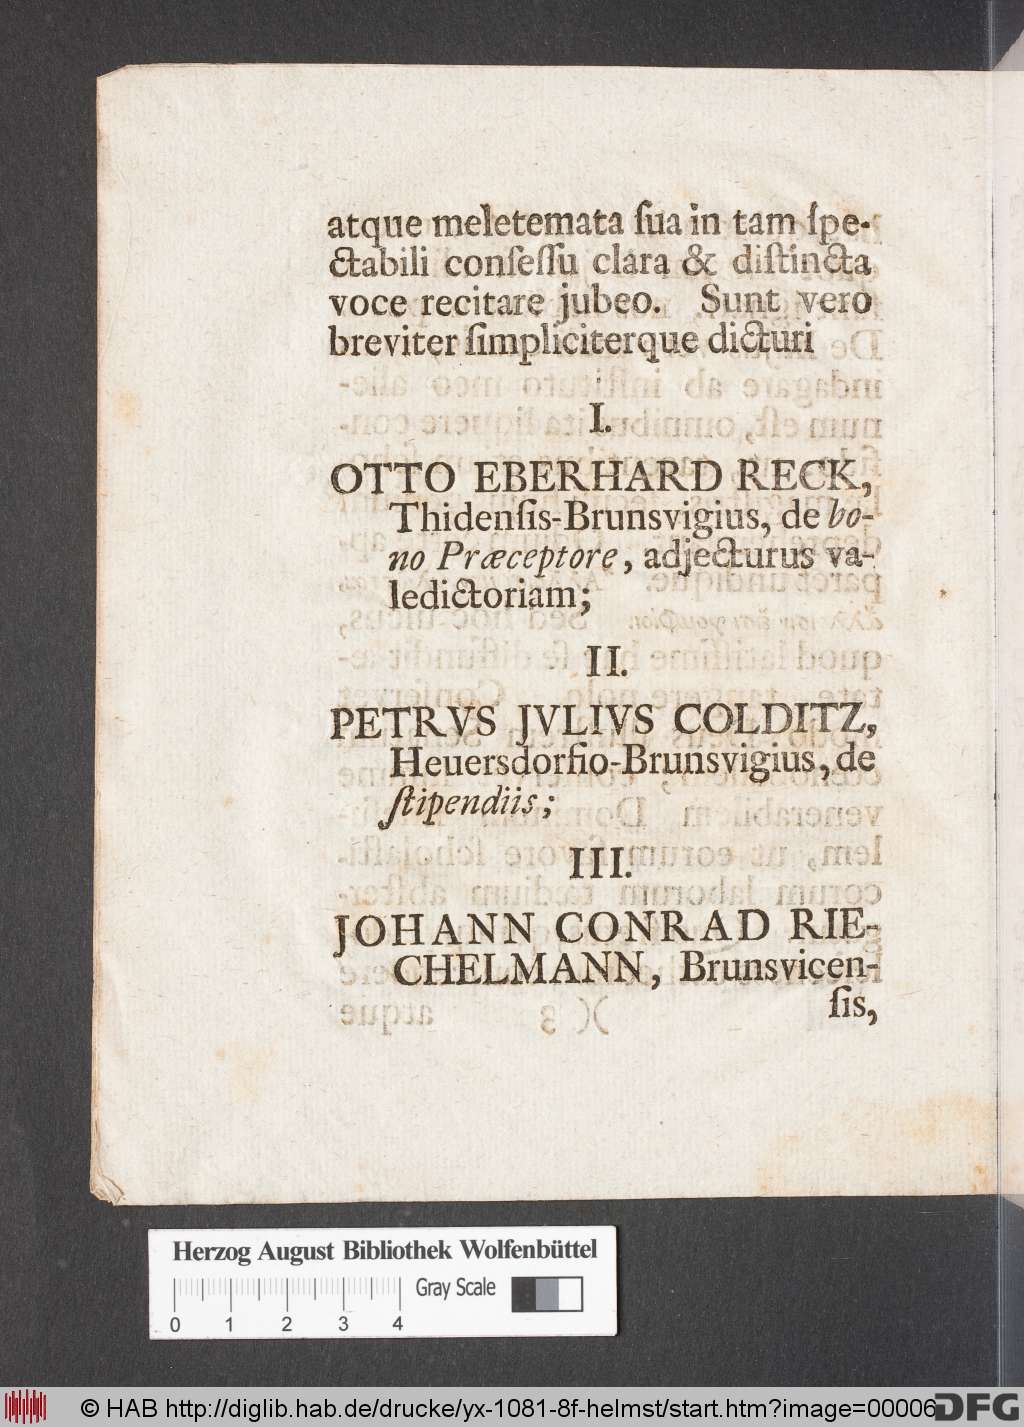 atque meletemata ſua in tam ſpe-
ctabili conſeſſu clara & diſtincta
voce recitare jubeo. Sunt vero
breviter ſimpliciterque dicturi
I.
OTTO EBERHARD RECK,
Thidenſis-Brunsvigius, de bo-
no Præceptore, adjecturus va-
ledictoriam;
II.
PETRVS JVLIVS COLDITZ,
Heuersdorfio-Brunsvigius, de
ſtipendiis;
III.
JOHANN CONRAD RIE-
CHELMANN, Brunsvicen-
ſis,
Herzog August Bibliothek Wolfenbüttel
Gray Scale
0 1 2 3 4
© HAB http://diglib.hab.de/drucke/yx-1081-8f-helmst/start.htm?image=00006
DFG